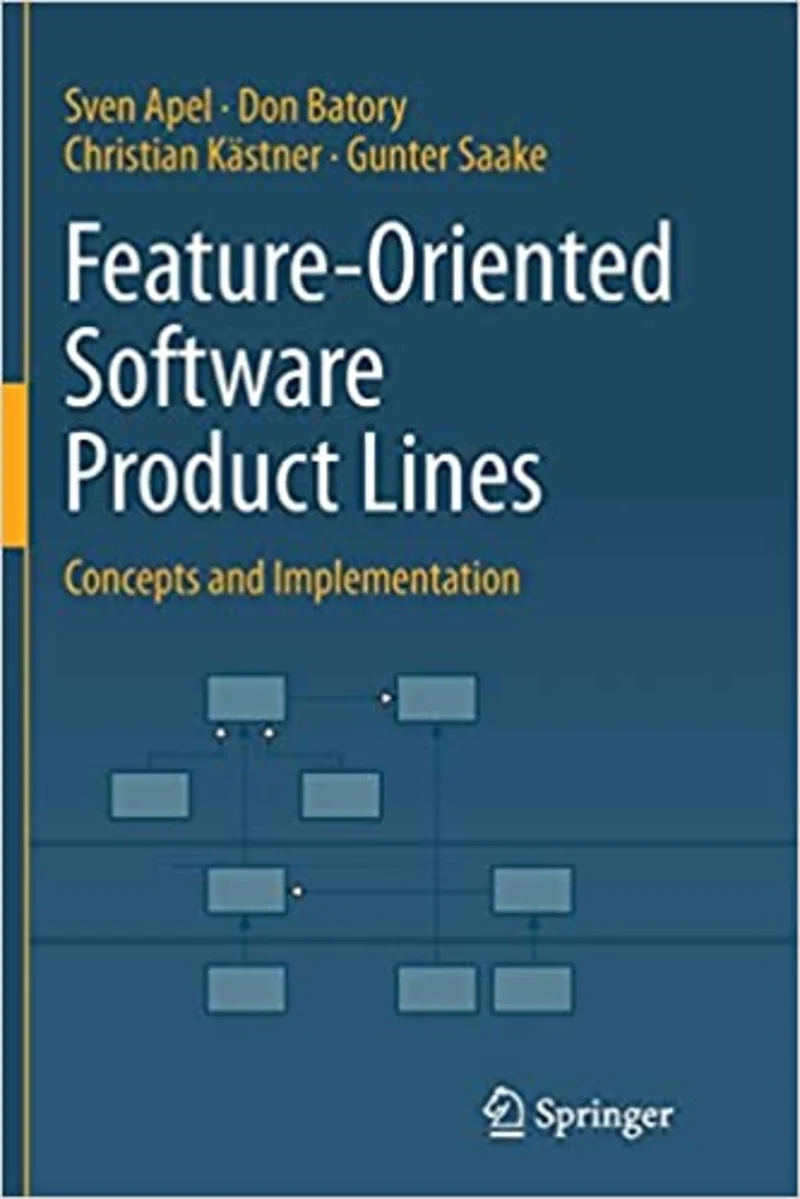 Sven Apel · Don Batory
Christian Kästner · Gunter Saake
Feature-Oriented
Software
Product Lines
Concepts and Implementation
Springer